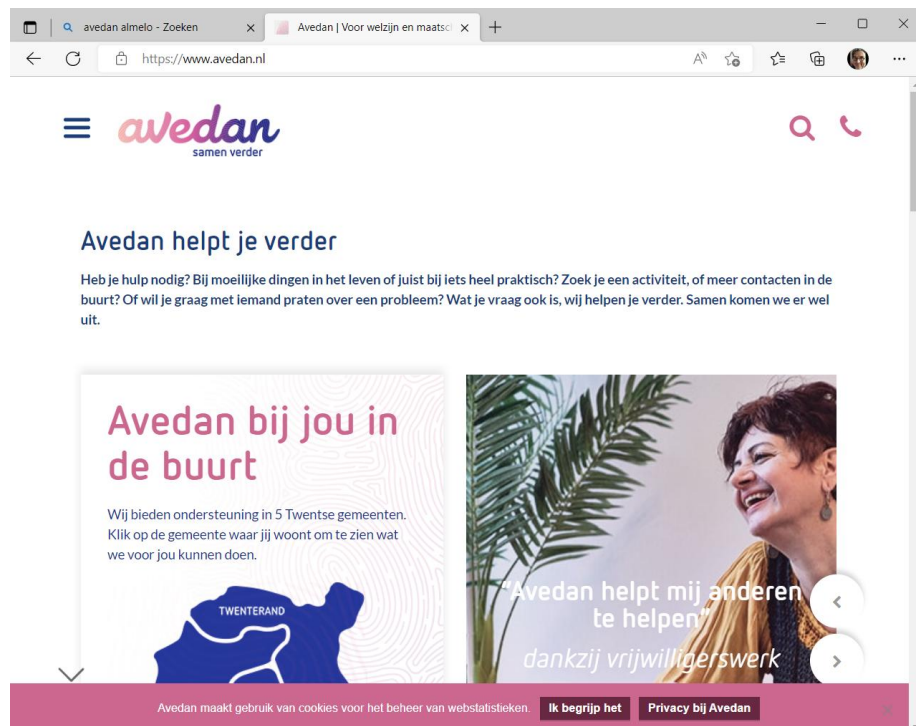 avedan almelo - Zoeken
Avedan | Voor welzijn en maatsc
https://www.avedan.nl
avedan
samen verder
Avedan helpt je verder
Heb je hulp nodig? Bij moeilijke dingen in het leven of juist bij iets heel praktisch? Zoek je een activiteit, of meer contacten in de
buurt? Of wil je graag met iemand praten over een probleem? Wat je vraag ook is, wij helpen je verder. Samen komen we er wel
uit.
Avedan bij jou in
de buurt
Wij bieden ondersteuning in 5 Twentse gemeenten.
Klik op de gemeente waar jij woont om te zien wat
we voor jou kunnen doen.
TWENTERAND
"Avedan helpt mij anderen
te helpen"
dankzij vrijwilligerswerk
Avedan maakt gebruik van cookies voor het beheer van webstatistieken.
Ik begrijp het
Privacy bij Avedan